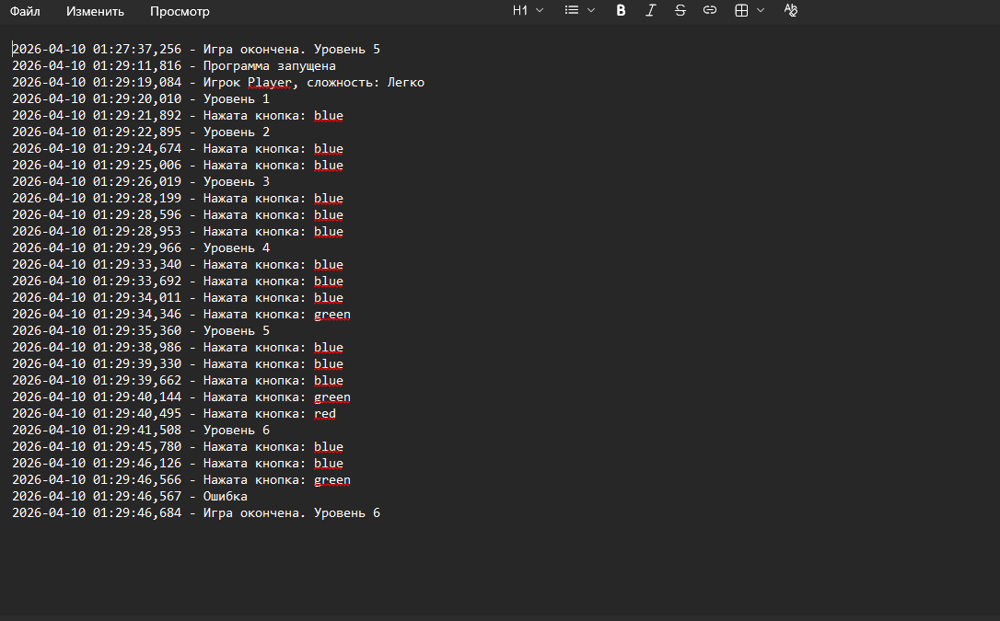 Файл Изменить Просмотр H1 B I S
2026-04-10 01:27:37,256 - Игра окончена. Уровень 5
2026-04-10 01:29:11,816 - Программа запущена
2026-04-10 01:29:19,084 - Игрок Player, сложность: Легко
2026-04-10 01:29:20,010 - Уровень 1
2026-04-10 01:29:21,892 - Нажата кнопка: blue
2026-04-10 01:29:22,895 - Уровень 2
2026-04-10 01:29:24,674 - Нажата кнопка: blue
2026-04-10 01:29:25,006 - Нажата кнопка: blue
2026-04-10 01:29:26,019 - Уровень 3
2026-04-10 01:29:28,199 - Нажата кнопка: blue
2026-04-10 01:29:28,596 - Нажата кнопка: blue
2026-04-10 01:29:28,953 - Нажата кнопка: blue
2026-04-10 01:29:29,966 - Уровень 4
2026-04-10 01:29:33,340 - Нажата кнопка: blue
2026-04-10 01:29:33,692 - Нажата кнопка: blue
2026-04-10 01:29:34,011 - Нажата кнопка: blue
2026-04-10 01:29:34,346 - Нажата кнопка: green
2026-04-10 01:29:35,360 - Уровень 5
2026-04-10 01:29:38,986 - Нажата кнопка: blue
2026-04-10 01:29:39,330 - Нажата кнопка: blue
2026-04-10 01:29:39,662 - Нажата кнопка: blue
2026-04-10 01:29:40,144 - Нажата кнопка: green
2026-04-10 01:29:40,495 - Нажата кнопка: red
2026-04-10 01:29:41,508 - Уровень 6
2026-04-10 01:29:45,780 - Нажата кнопка: blue
2026-04-10 01:29:46,126 - Нажата кнопка: blue
2026-04-10 01:29:46,566 - Нажата кнопка: green
2026-04-10 01:29:46,567 - Ошибка
2026-04-10 01:29:46,684 - Игра окончена. Уровень 6